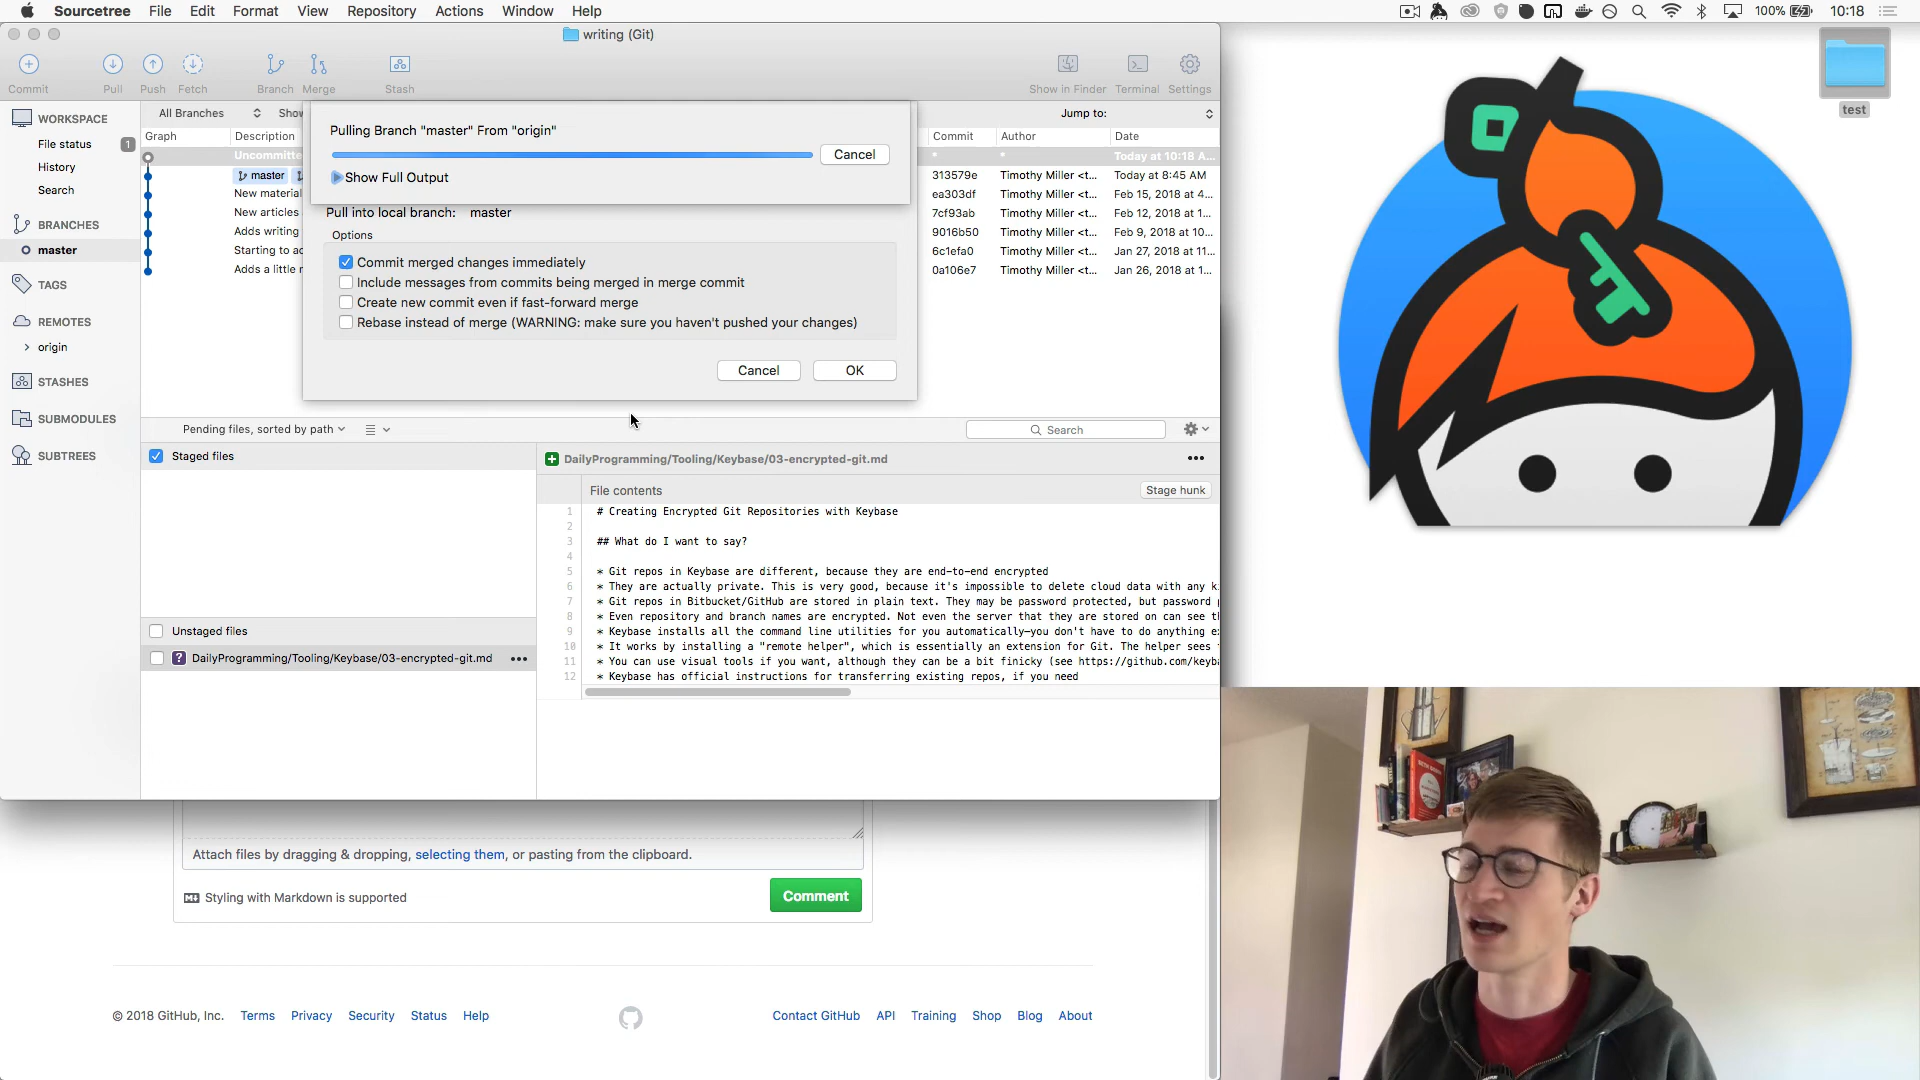 Sourcetree File Edit Format View Repository Actions Window Help 100% 10:18
writing (Git)
Commit Pull Push Fetch Branch Merge Stash Show in Finder Terminal Settings
test
All Branches Show Jump to:
Graph Description Commit Author Date
WORKSPACE
File status 1
History
Search
BRANCHES
master
TAGS
REMOTES
origin
STASHES
SUBMODULES
SUBTREES
Uncommitte * * Today at 10:18 A...
master 313579e Timothy Miller <t... Today at 8:45 AM
New material ea303df Timothy Miller <t... Feb 15, 2018 at 4...
New articles 7cf93ab Timothy Miller <t... Feb 12, 2018 at 1...
Adds writing 9016b50 Timothy Miller <t... Feb 9, 2018 at 10...
Starting to ac 6c1efa0 Timothy Miller <t... Jan 27, 2018 at 11...
Adds a little r 0a106e7 Timothy Miller <t... Jan 26, 2018 at 1...
Pulling Branch "master" From "origin"
Cancel
Show Full Output
Pull into local branch: master
Options
Commit merged changes immediately
Include messages from commits being merged in merge commit
Create new commit even if fast-forward merge
Rebase instead of merge (WARNING: make sure you haven't pushed your changes)
Cancel OK
Pending files, sorted by path Search
Staged files
Unstaged files
DailyProgramming/Tooling/Keybase/03-encrypted-git.md
DailyProgramming/Tooling/Keybase/03-encrypted-git.md
File contents Stage hunk
1 # Creating Encrypted Git Repositories with Keybase
2
3 ## What do I want to say?
4
5 * Git repos in Keybase are different, because they are end-to-end encrypted
6 * They are actually private. This is very good, because it's impossible to delete cloud data with any k
7 * Git repos in Bitbucket/GitHub are stored in plain text. They may be password protected, but password
8 * Even repository and branch names are encrypted. Not even the server that they are stored on can see t
9 * Keybase installs all the command line utilities for you automatically—you don't have to do anything e
10 * It works by installing a "remote helper", which is essentially an extension for Git. The helper sees
11 * You can use visual tools if you want, although they can be a bit finicky (see https://github.com/keyba
12 * Keybase has official instructions for transferring existing repos, if you need
Attach files by dragging & dropping, selecting them, or pasting from the clipboard.
Styling with Markdown is supported Comment
© 2018 GitHub, Inc. Terms Privacy Security Status Help Contact GitHub API Training Shop Blog About